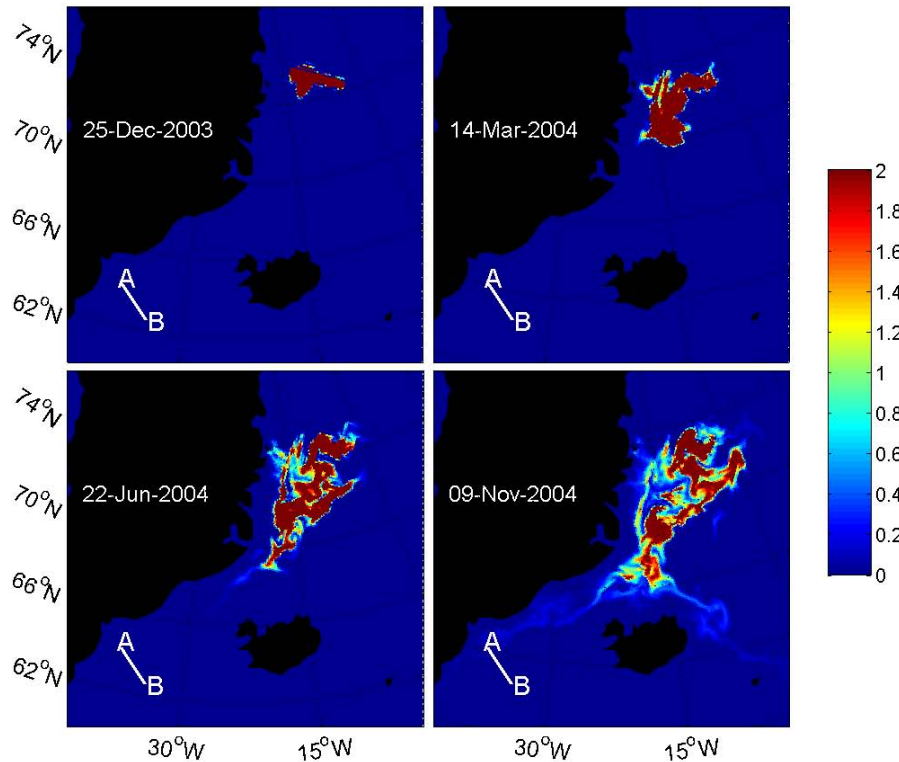 74°N
70°N
66°N
62°N
25-Dec-2003
A
B
14-Mar-2004
A
B
74°N
70°N
66°N
62°N
22-Jun-2004
A
B
30°W
15°W
09-Nov-2004
A
B
30°W
15°W
2
1.8
1.6
1.4
1.2
1
0.8
0.6
0.4
0.2
0